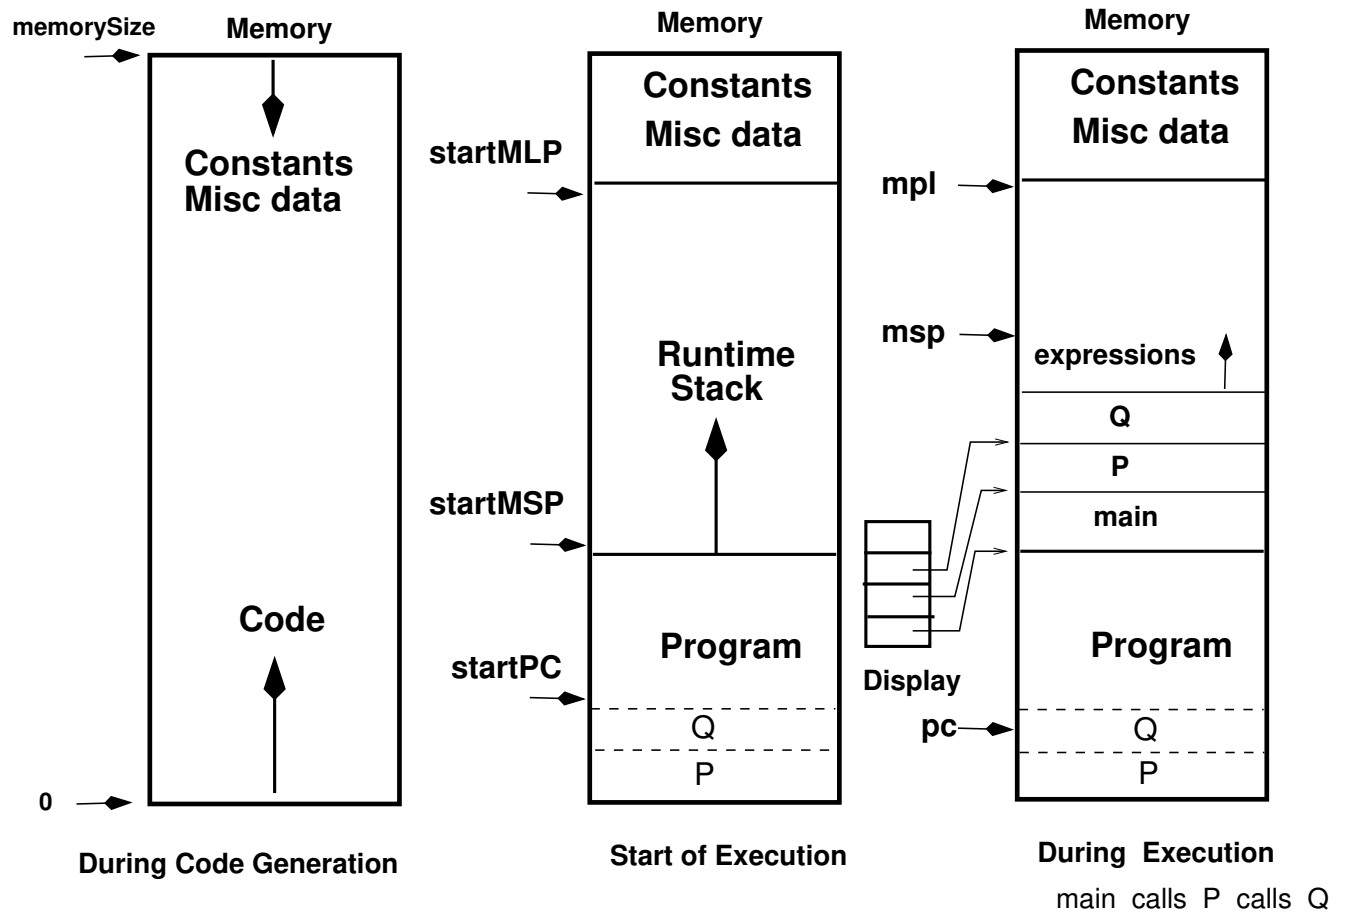 memorySize
Memory
Constants
Misc data
Code
0
During Code Generation
Memory
Constants
Misc data
startMLP
Runtime
Stack
startMSP
Program
startPC
Q
P
Start of Execution
Memory
Constants
Misc data
mpl
msp
expressions
Q
P
main
Display
Program
pc
Q
P
During Execution
main calls P calls Q